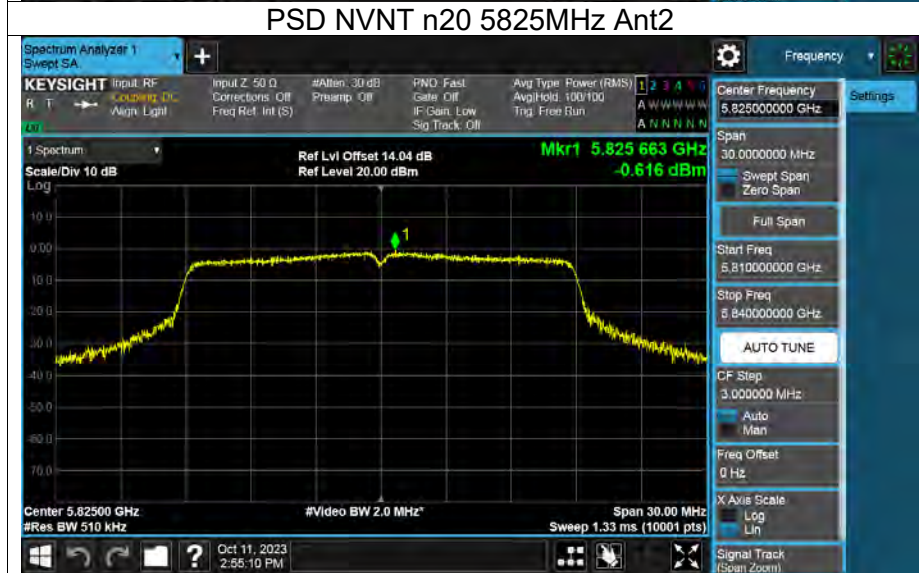 PSD NVNT n20 5825MHz Ant2
Spectrum Analyzer 1
Swept SA
+
Frequency
KEYSIGHT Input: RF
R T
Coupling: DC
Align: Light
Input Z: 50 Ω
Corrections: Off
Freq Ref: Int (S)
#Atten: 30 dB
Preamp: Off
PNO: Fast
Gate: Off
IF Gain: Low
Sig Track: Off
Avg Type: Power (RMS)
Avg|Hold: 100/100
Trig: Free Run
1 2 3 4 5 6
A W W W W W
A N N N N N
Center Frequency
5.825000000 GHz
Settings
Span
30.0000000 MHz
Swept Span
Zero Span
Full Span
Start Freq
5.810000000 GHz
Stop Freq
5.840000000 GHz
AUTO TUNE
CF Step
3.000000 MHz
Auto
Man
Freq Offset
0 Hz
X Axis Scale
Log
Lin
Signal Track
(Span Zoom)
1 Spectrum
Scale/Div 10 dB
Ref Lvl Offset 14.04 dB
Ref Level 20.00 dBm
Mkr1 5.825 663 GHz
-0.616 dBm
Log
10.0
0.00
-10.0
-20.0
-30.0
-40.0
-50.0
-60.0
-70.0
1
Center 5.82500 GHz
#Res BW 510 kHz
#Video BW 2.0 MHz*
Span 30.00 MHz
Sweep 1.33 ms (10001 pts)
?
Oct 11, 2023
2:55:10 PM